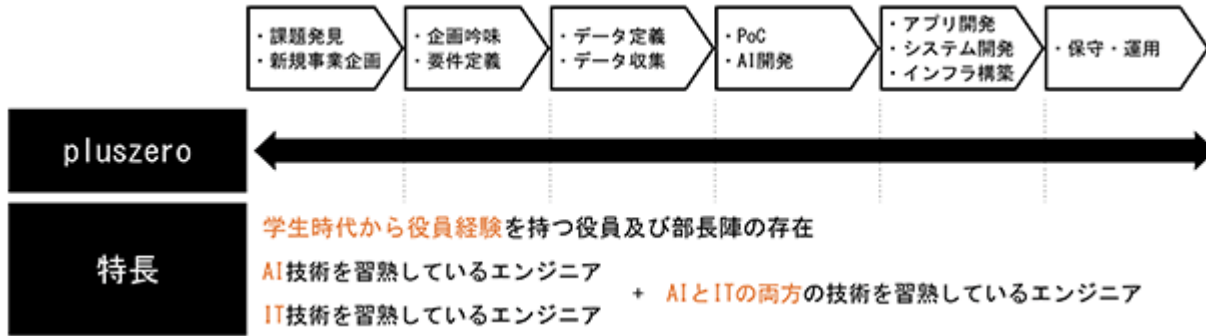 ・課題発見
・新規事業企画
・企画吟味
・要件定義
・データ定義
・データ収集
・PoC
・AI開発
・アプリ開発
・システム開発
・インフラ構築
・保守・運用
pluszero
特長
学生時代から役員経験を持つ役員及び部長陣の存在
AI技術を習熟しているエンジニア
IT技術を習熟しているエンジニア
+ AIとITの両方の技術を習熟しているエンジニア